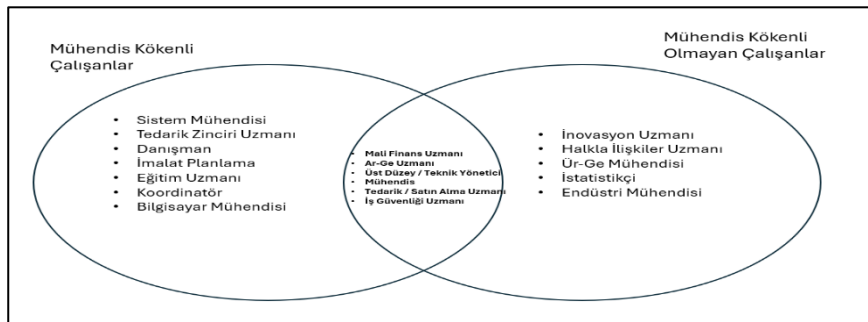 Mühendis Kökenli
Çalışanlar
Mühendis Kökenli
Olmayan Çalışanlar
• Sistem Mühendisi
• Tedarik Zinciri Uzmanı
• Danışman
• İmalat Planlama
• Eğitim Uzmanı
• Koordinatör
• Bilgisayar Mühendisi
• Mali Finans Uzmanı
• Ar-Ge Uzmanı
• Üst Düzey / Teknik Yönetici
• Mühendis
• Tedarik / Satın Alma Uzmanı
• İş Güvenliği Uzmanı
• İnovasyon Uzmanı
• Halkla İlişkiler Uzmanı
• Ür-Ge Mühendisi
• İstatistikçi
• Endüstri Mühendisi